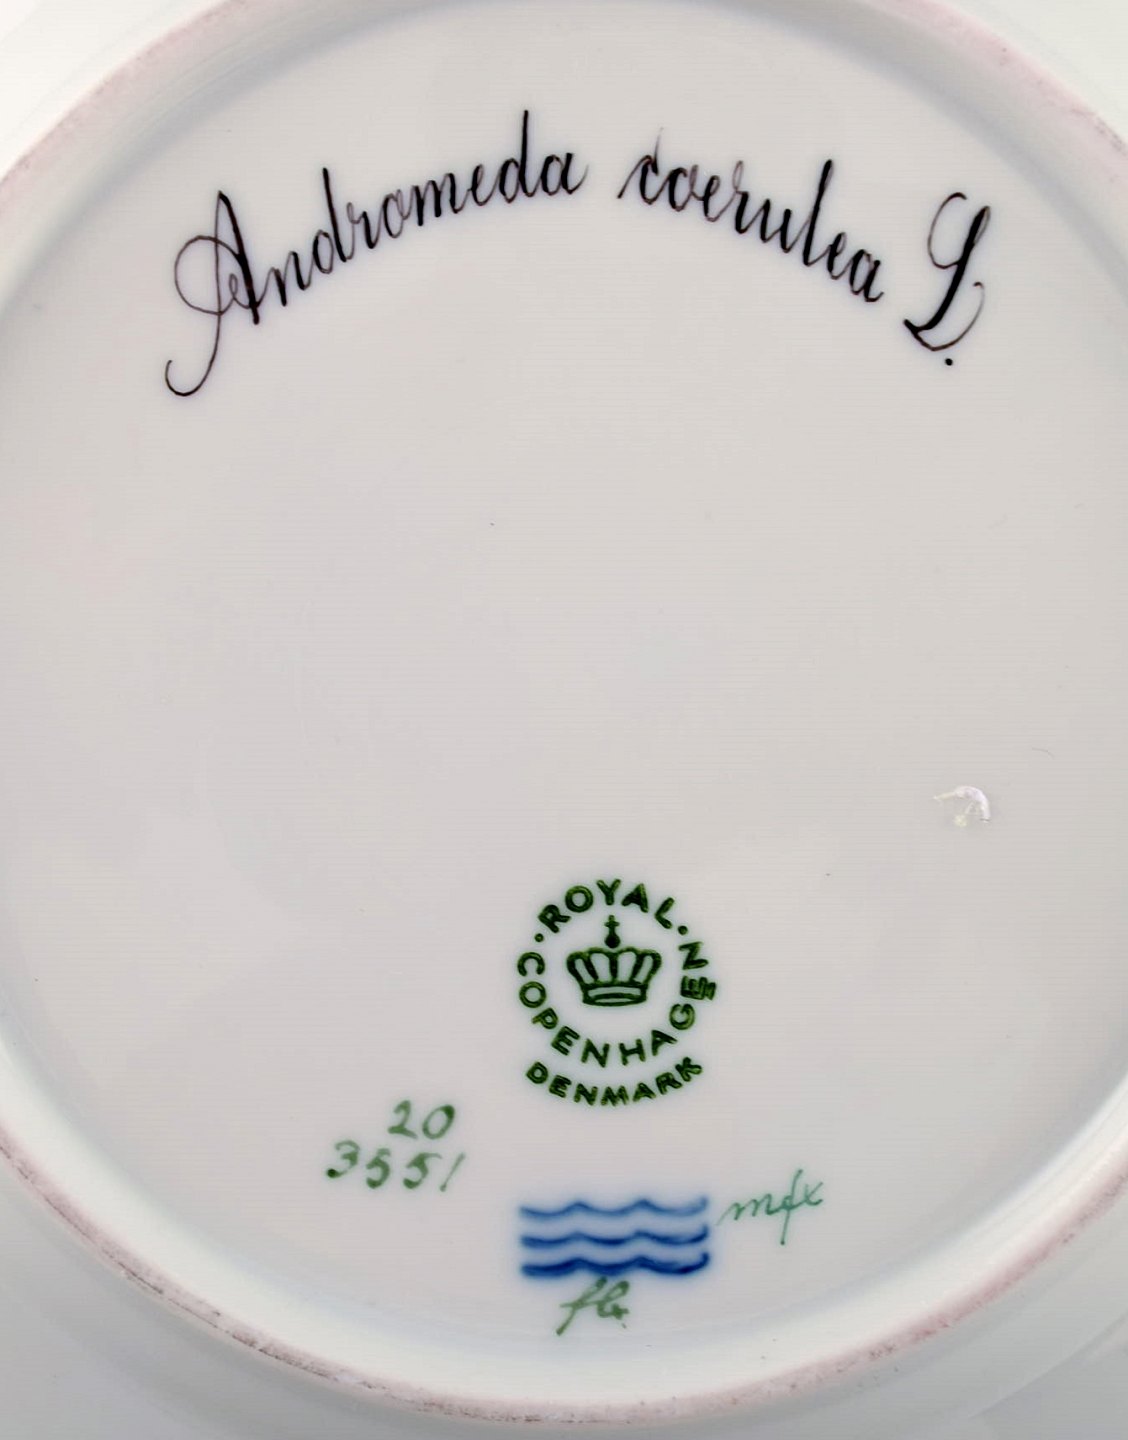 Andromeda coerulea L.
ROYAL · COPENHAGEN ·
DENMARK
20
3551